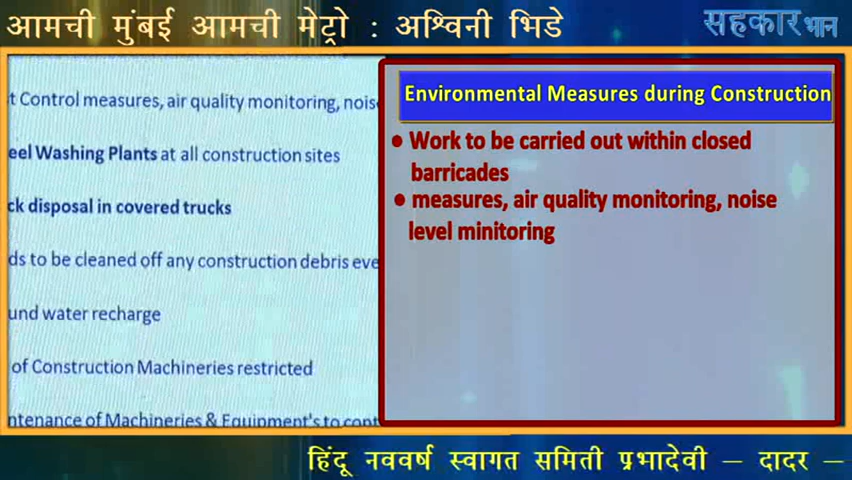 आमची मुंबई आमची मेट्रो : अश्विनी भिडे
सहकार भान
t Control measures, air quality monitoring, nois
eel Washing Plants at all construction sites
ck disposal in covered trucks
ds to be cleaned off any construction debris eve
und water recharge
of Construction Machineries restricted
ntenance of Machineries & Equipment's to cont
Environmental Measures during Construction
• Work to be carried out within closed
barricades
• measures, air quality monitoring, noise
level minitoring
हिंदू नववर्ष स्वागत समिती प्रभादेवी – दादर –